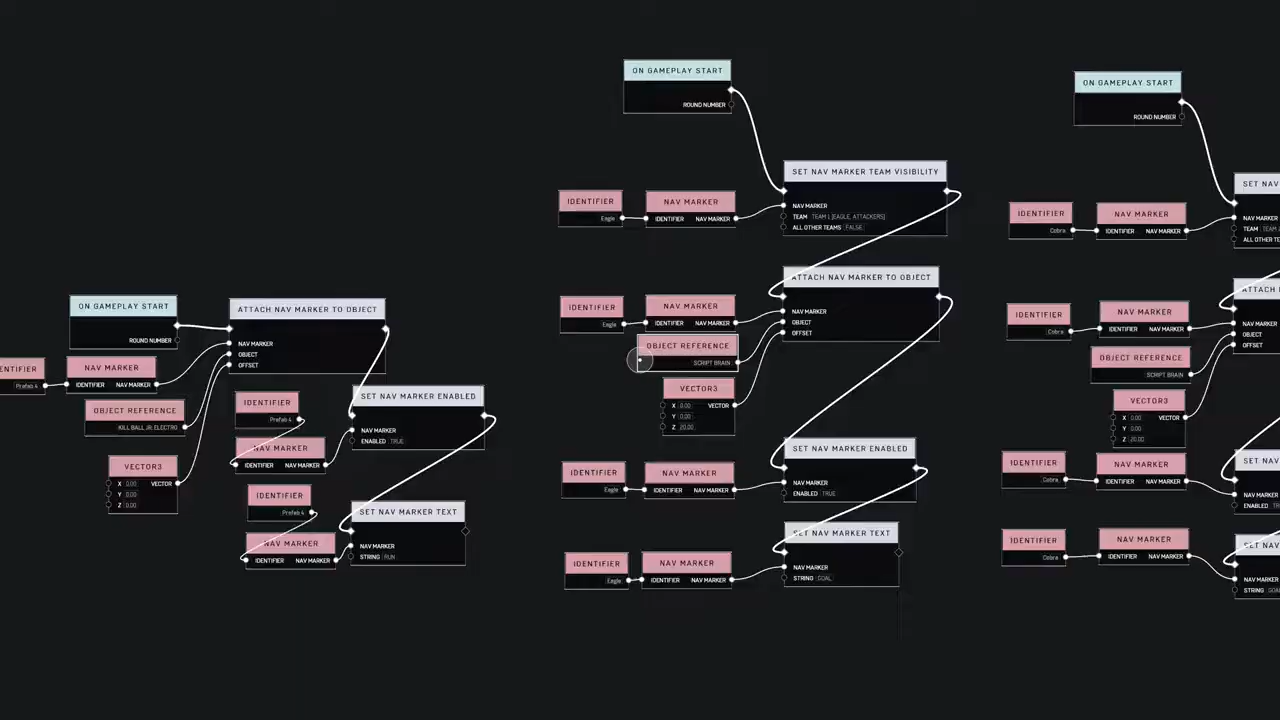 ON GAMEPLAY START
ROUND NUMBER
ATTACH NAV MARKER TO OBJECT
NAV MARKER
OBJECT
OFFSET
Prefab 4
NAV MARKER
IDENTIFIER NAV MARKER
OBJECT REFERENCE
KILL BALL JR: ELECTRO
VECTOR3
X 0.00 VECTOR
Y 0.00
Z 0.00
IDENTIFIER
Prefab 4
NAV MARKER
IDENTIFIER NAV MARKER
SET NAV MARKER ENABLED
NAV MARKER
ENABLED TRUE
IDENTIFIER
Prefab 4
NAV MARKER
IDENTIFIER NAV MARKER
SET NAV MARKER TEXT
NAV MARKER
STRING RUN
ON GAMEPLAY START
ROUND NUMBER
SET NAV MARKER TEAM VISIBILITY
NAV MARKER
TEAM TEAM 1 [EAGLE, ATTACKERS]
ALL OTHER TEAMS FALSE
IDENTIFIER
Eagle
NAV MARKER
IDENTIFIER NAV MARKER
ATTACH NAV MARKER TO OBJECT
NAV MARKER
OBJECT
OFFSET
IDENTIFIER
Eagle
NAV MARKER
IDENTIFIER NAV MARKER
OBJECT REFERENCE
SCRIPT BRAIN
VECTOR3
X 0.00 VECTOR
Y 0.00
Z 20.00
SET NAV MARKER ENABLED
NAV MARKER
ENABLED TRUE
IDENTIFIER
Eagle
NAV MARKER
IDENTIFIER NAV MARKER
SET NAV MARKER TEXT
NAV MARKER
STRING GOAL
IDENTIFIER
Eagle
NAV MARKER
IDENTIFIER NAV MARKER
ON GAMEPLAY START
ROUND NUMBER
SET NAV
NAV MARKER
TEAM TEAM
ALL OTHER TE
IDENTIFIER
Cobra
NAV MARKER
IDENTIFIER NAV MARKER
NAV MARKER
OBJECT
OFFSET
IDENTIFIER
Cobra
NAV MARKER
IDENTIFIER NAV MARKER
OBJECT REFERENCE
SCRIPT BRAIN
VECTOR3
X 0.00 VECTOR
Y 0.00
Z 20.00
SET NAV
NAV MARKER
ENABLED
IDENTIFIER
Cobra
NAV MARKER
IDENTIFIER NAV MARKER
SET NAV
NAV MARKER
STRING
IDENTIFIER
Cobra
NAV MARKER
IDENTIFIER NAV MARKER